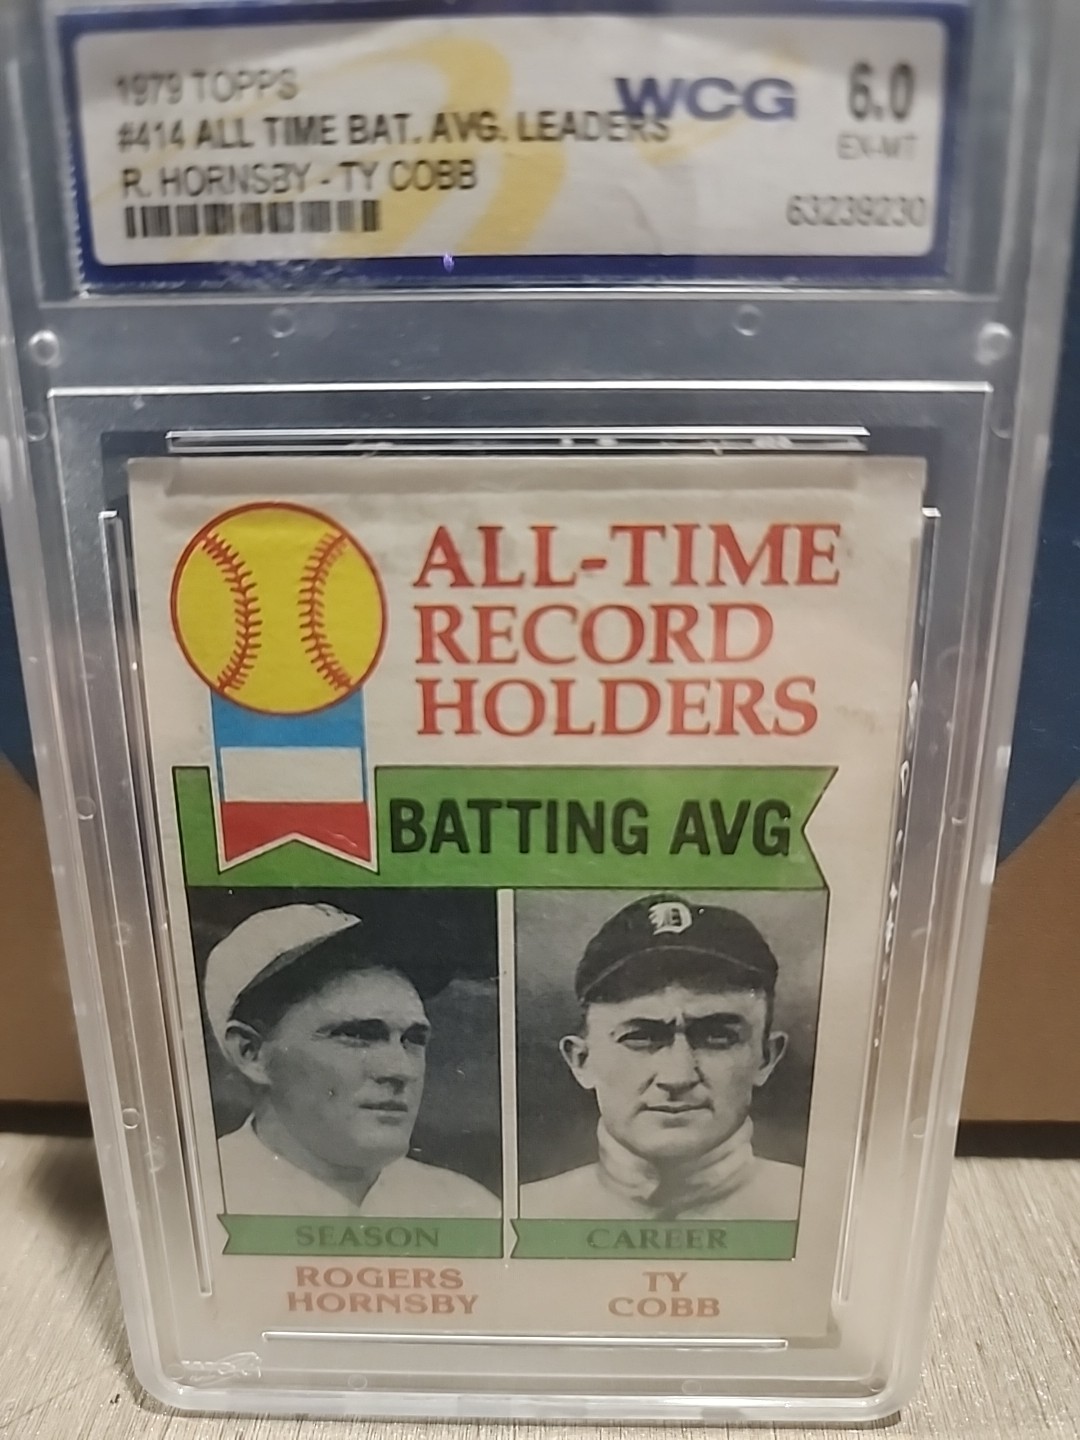 1979 TOPPS
#414 ALL TIME BAT. AVG. LEADERS
R. HORNSBY - TY COBB
WCG
6.0
EX-MT
63239230
ALL-TIME
RECORD
HOLDERS
BATTING AVG
D
SEASON
CAREER
ROGERS
HORNSBY
TY
COBB